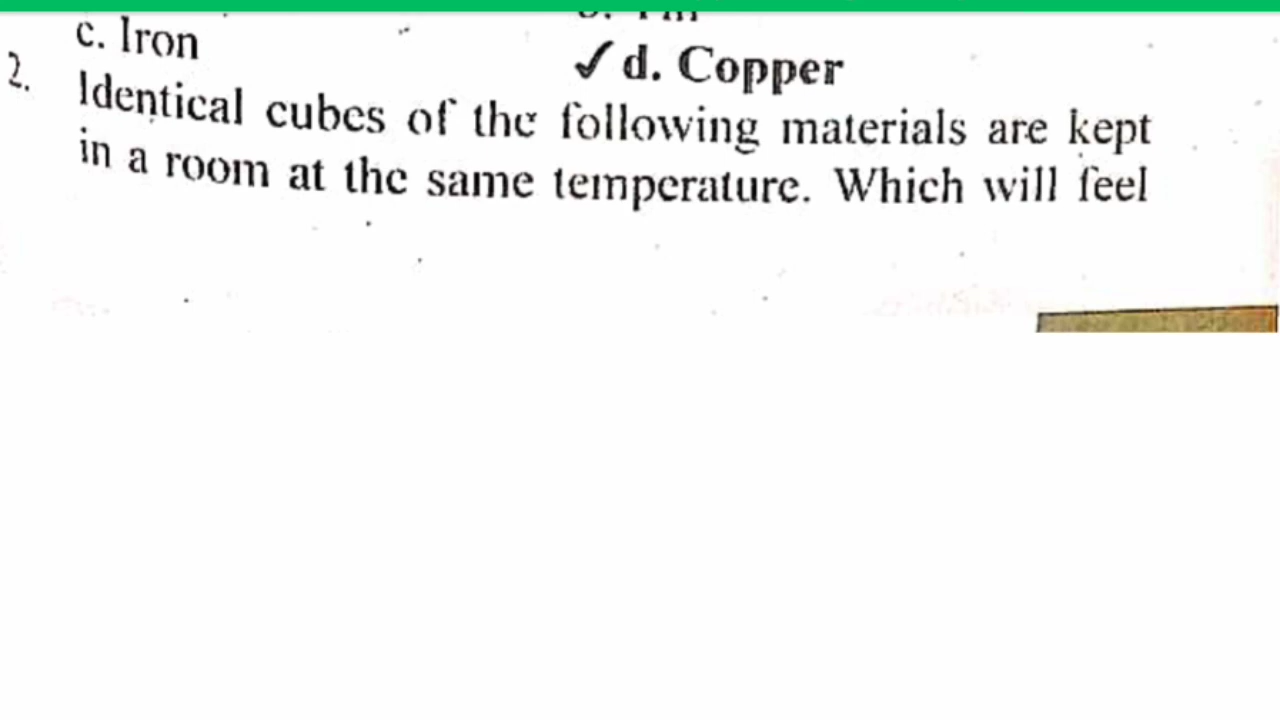 c. Iron
✓ d. Copper
2. Identical cubes of the following materials are kept
in a room at the same temperature. Which will feel